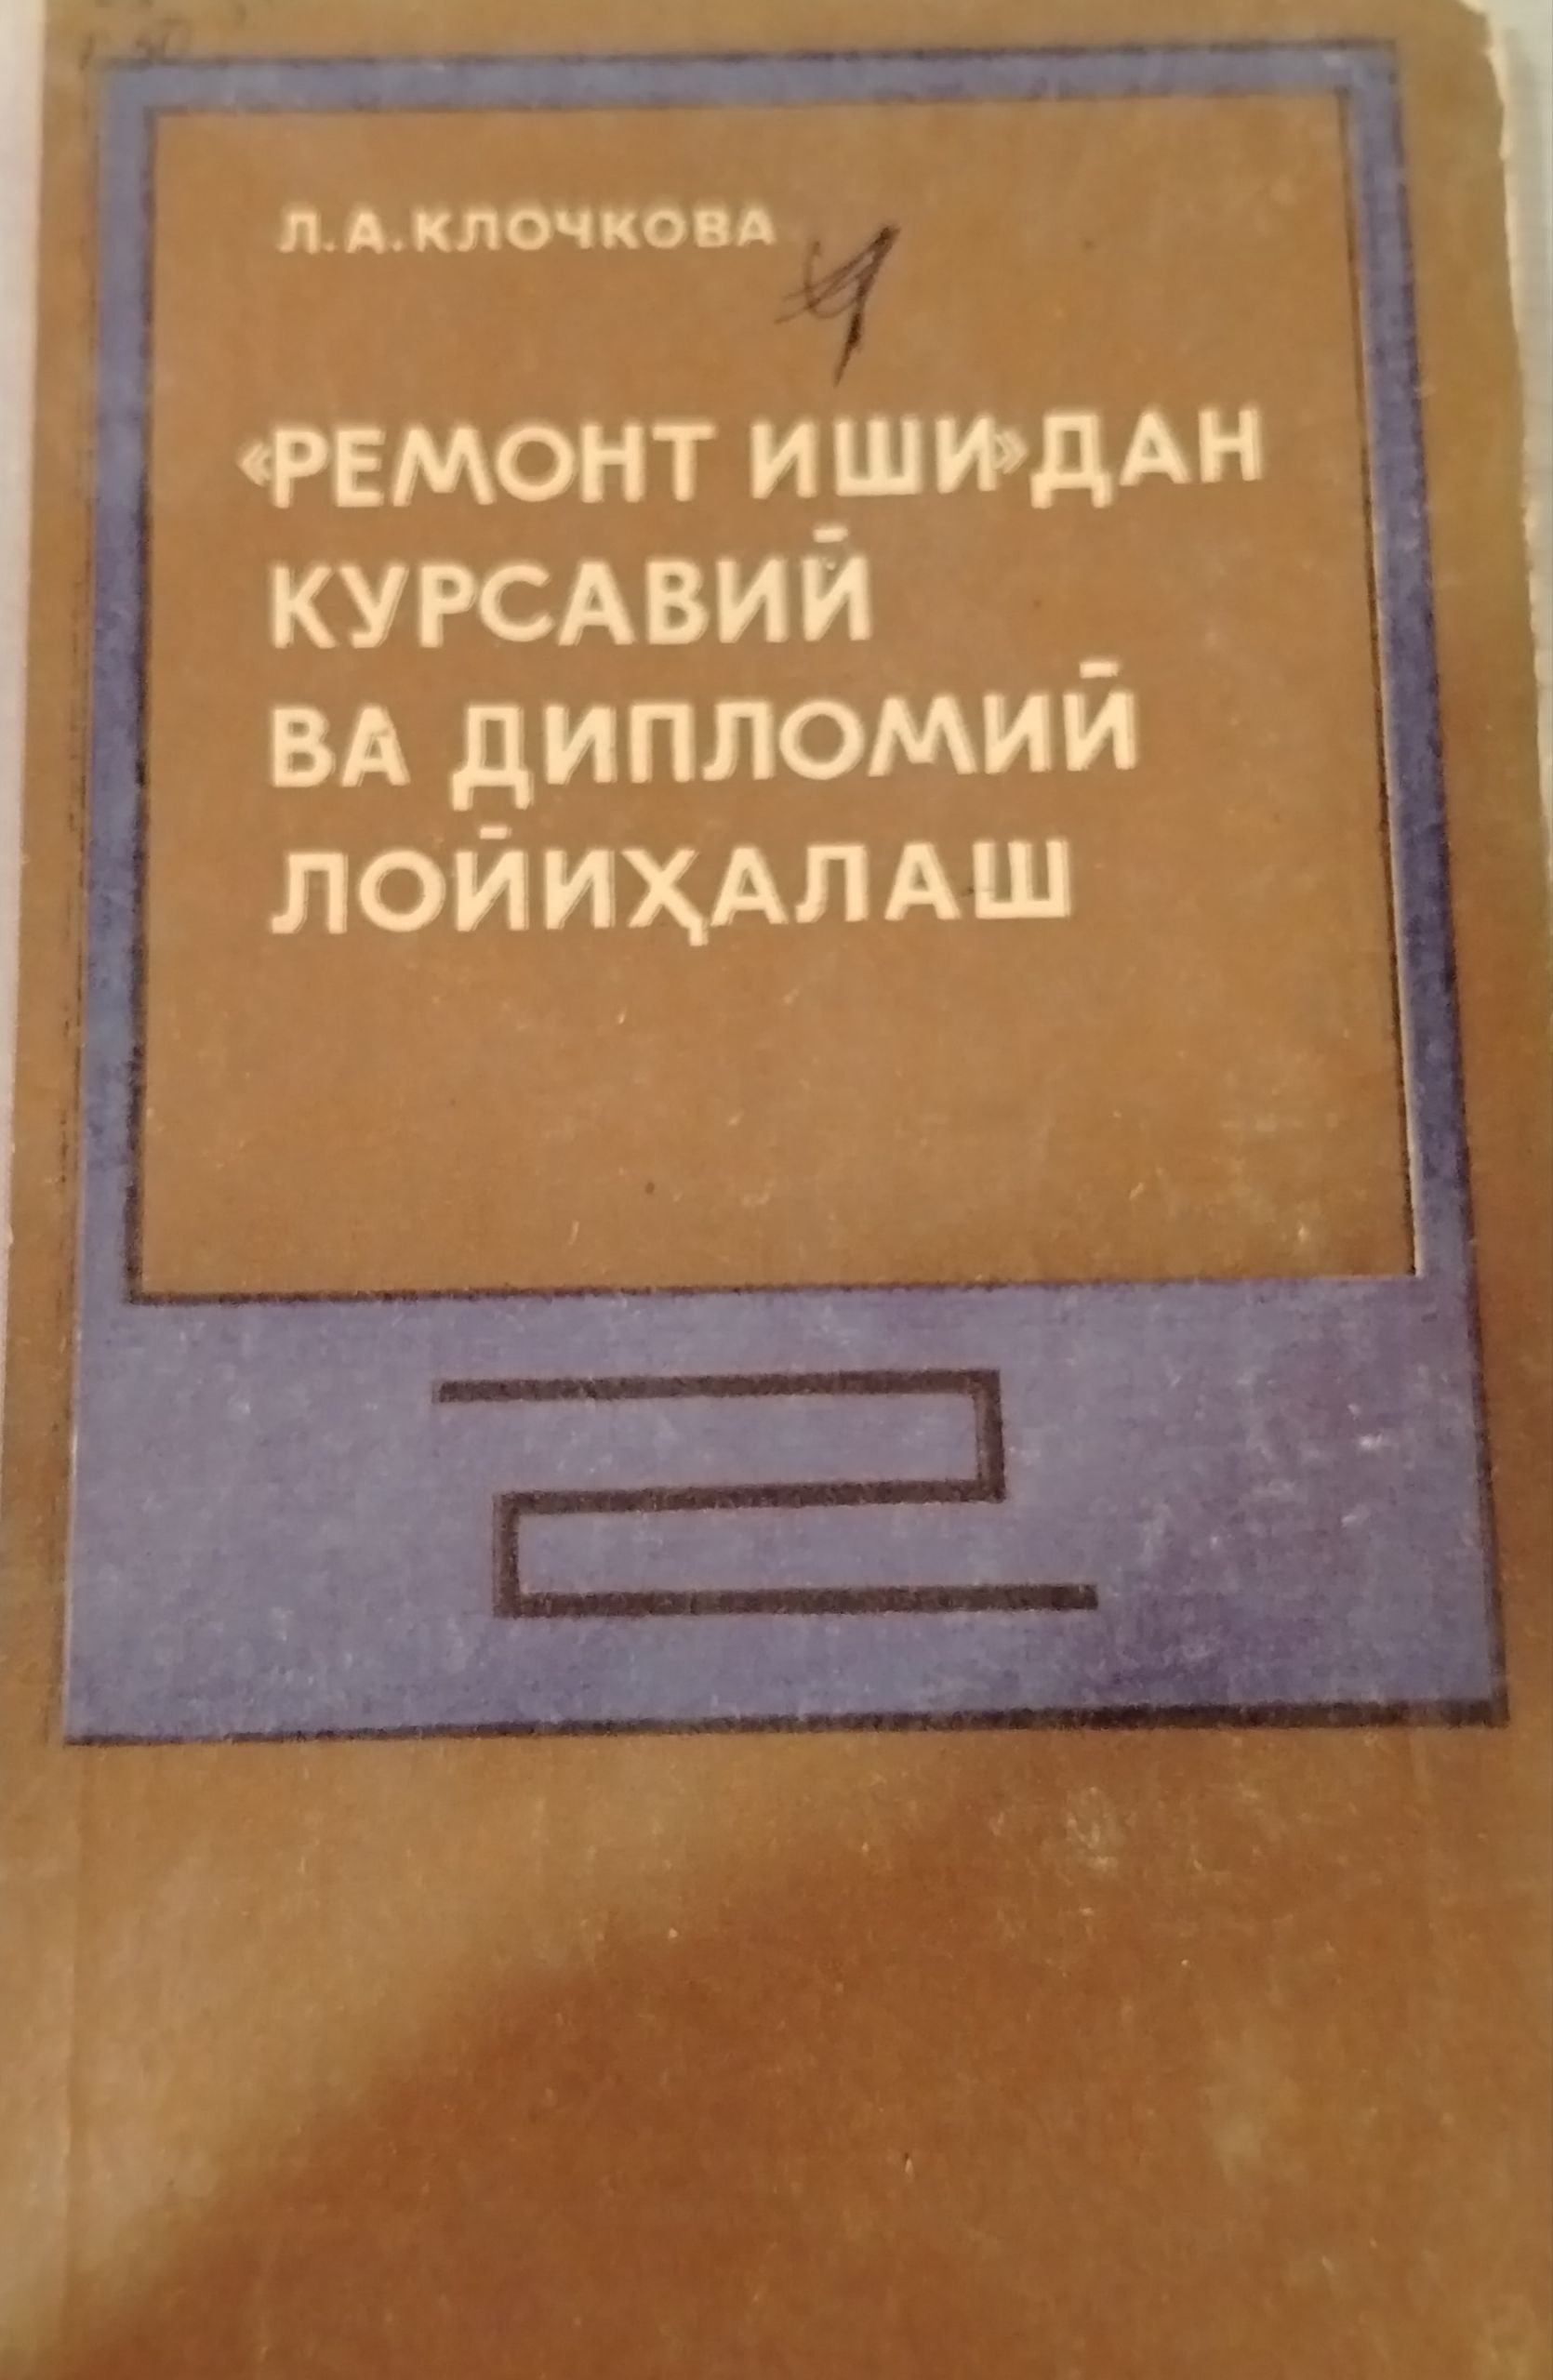 Л.А.КЛОЧКОВА
«РЕМОНТ ИШИ»ДАН
КУРСАВИЙ
ВА ДИПЛОМИЙ
ЛОЙИҲАЛАШ